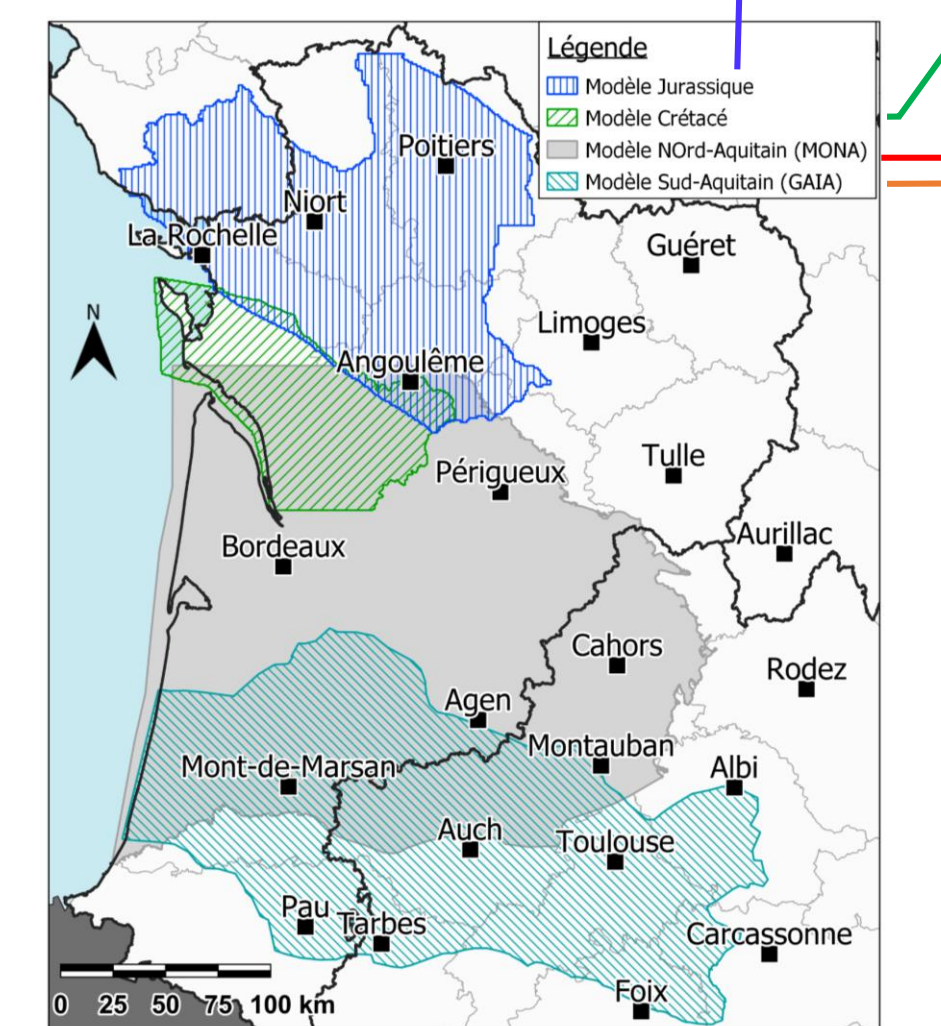 Légende
Modèle Jurassique
Modèle Crétacé
Modèle NOrd-Aquitain (MONA)
Modèle Sud-Aquitain (GAIA)
Poitiers
Niort
La Rochelle
Guéret
N
Limoges
Angoulême
Tulle
Périgueux
Aurillac
Bordeaux
Cahors
Rodez
Agen
Montauban
Mont-de-Marsan
Albi
Auch
Toulouse
Pau
Tarbes
Carcassonne
Foix
0 25 50 75 100 km